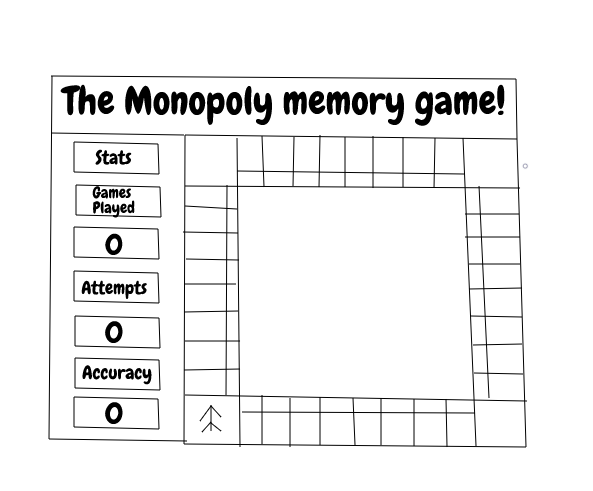 The Monopoly memory game!
Stats
Games
Played
0
Attempts
0
Accuracy
0